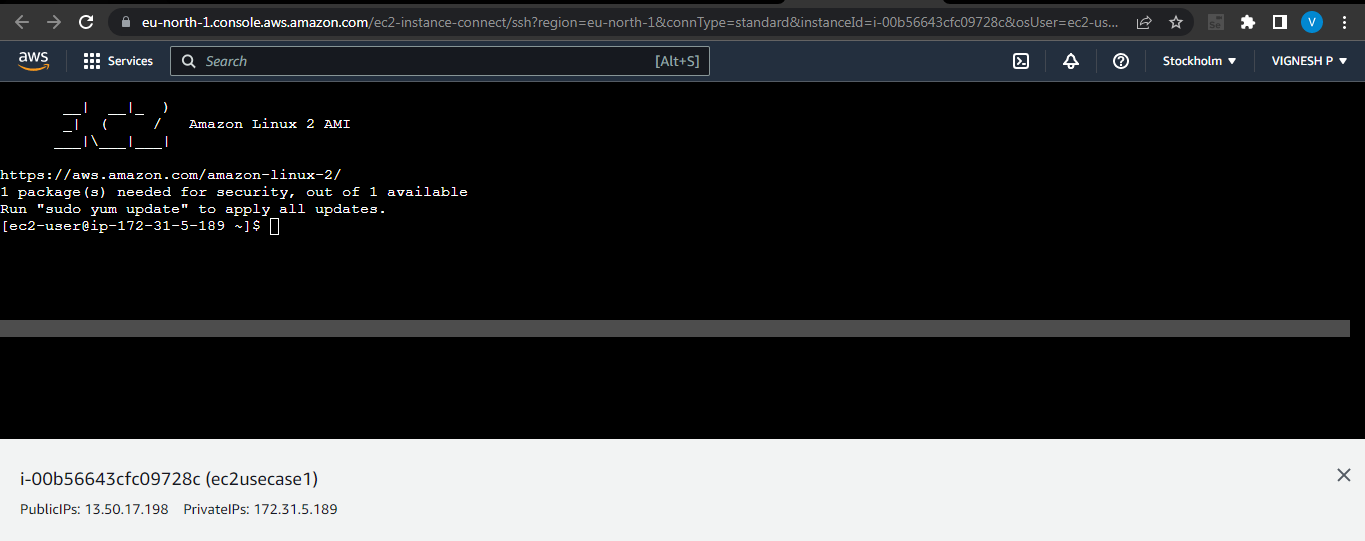 eu-north-1.console.aws.amazon.com/ec2-instance-connect/ssh?region=eu-north-1&connType=standard&instanceId=i-00b56643cfc09728c&osUser=ec2-us...
V
aws
Services
Search
[Alt+S]
Stockholm
VIGNESH P
__| __|_ )
_| ( / Amazon Linux 2 AMI
___|\___|___|
https://aws.amazon.com/amazon-linux-2/
1 package(s) needed for security, out of 1 available
Run "sudo yum update" to apply all updates.
[ec2-user@ip-172-31-5-189 ~]$
i-00b56643cfc09728c (ec2usecase1)
PublicIPs: 13.50.17.198 PrivateIPs: 172.31.5.189